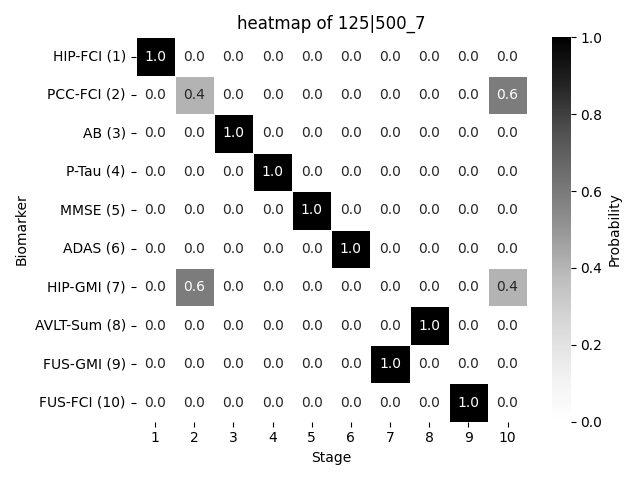 heatmap of 125|500_7
HIP-FCI (1) 1.0 0.0 0.0 0.0 0.0 0.0 0.0 0.0 0.0 0.0
PCC-FCI (2) 0.0 0.4 0.0 0.0 0.0 0.0 0.0 0.0 0.0 0.6
AB (3) 0.0 0.0 1.0 0.0 0.0 0.0 0.0 0.0 0.0 0.0
P-Tau (4) 0.0 0.0 0.0 1.0 0.0 0.0 0.0 0.0 0.0 0.0
MMSE (5) 0.0 0.0 0.0 0.0 1.0 0.0 0.0 0.0 0.0 0.0
ADAS (6) 0.0 0.0 0.0 0.0 0.0 1.0 0.0 0.0 0.0 0.0
HIP-GMI (7) 0.0 0.6 0.0 0.0 0.0 0.0 0.0 0.0 0.0 0.4
AVLT-Sum (8) 0.0 0.0 0.0 0.0 0.0 0.0 0.0 1.0 0.0 0.0
FUS-GMI (9) 0.0 0.0 0.0 0.0 0.0 0.0 1.0 0.0 0.0 0.0
FUS-FCI (10) 0.0 0.0 0.0 0.0 0.0 0.0 0.0 0.0 1.0 0.0
1 2 3 4 5 6 7 8 9 10
Stage
Biomarker
1.0
0.8
0.6
0.4
0.2
0.0
Probability